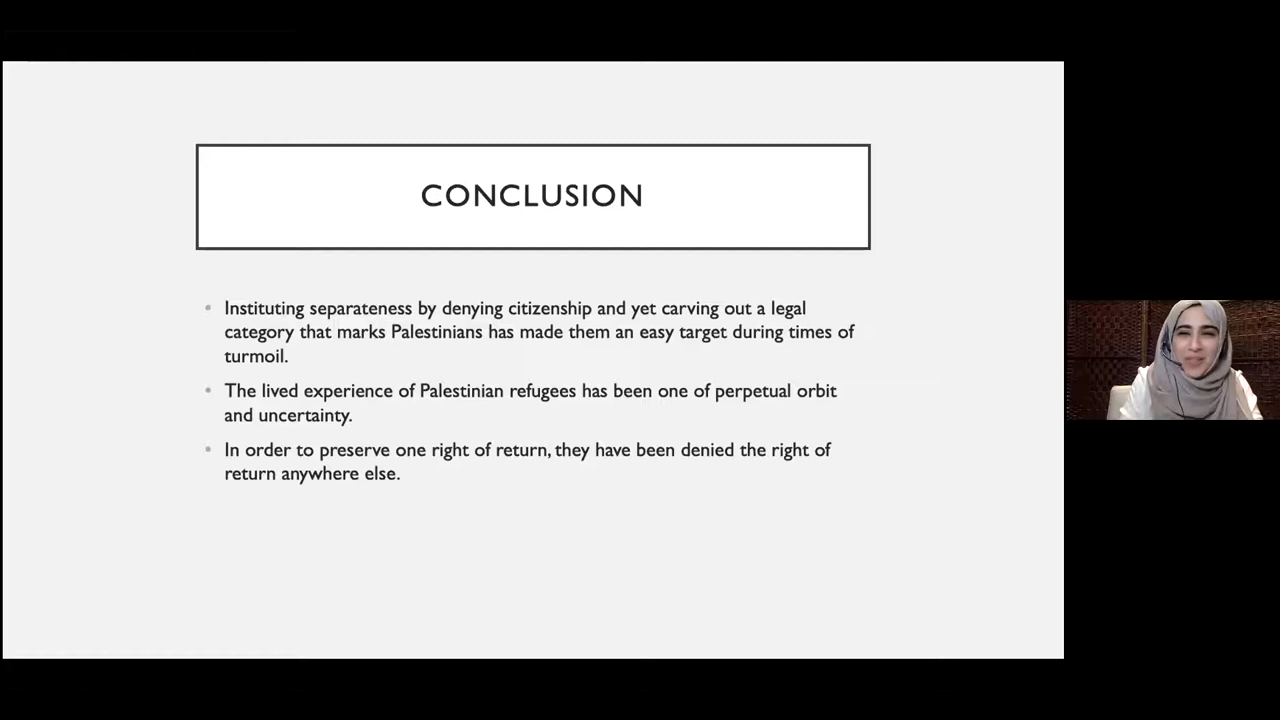 CONCLUSION
Instituting separateness by denying citizenship and yet carving out a legal
category that marks Palestinians has made them an easy target during times of
turmoil.
The lived experience of Palestinian refugees has been one of perpetual orbit
and uncertainty.
In order to preserve one right of return, they have been denied the right of
return anywhere else.